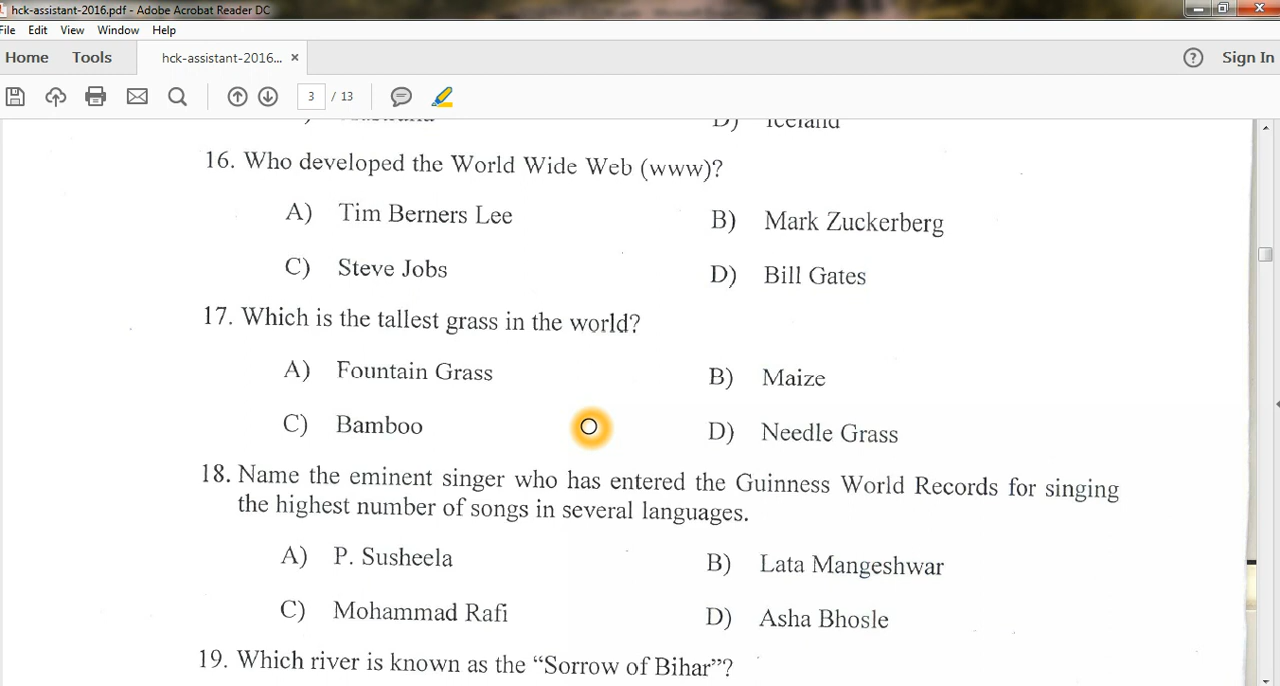 hck-assistant-2016.pdf - Adobe Acrobat Reader DC
File Edit View Window Help
Home Tools hck-assistant-2016... × ? Sign In
3 / 13
D) Iceland
16. Who developed the World Wide Web (www)?
A) Tim Berners Lee B) Mark Zuckerberg
C) Steve Jobs D) Bill Gates
17. Which is the tallest grass in the world?
A) Fountain Grass B) Maize
C) Bamboo D) Needle Grass
18. Name the eminent singer who has entered the Guinness World Records for singing
the highest number of songs in several languages.
A) P. Susheela B) Lata Mangeshwar
C) Mohammad Rafi D) Asha Bhosle
19. Which river is known as the “Sorrow of Bihar”?